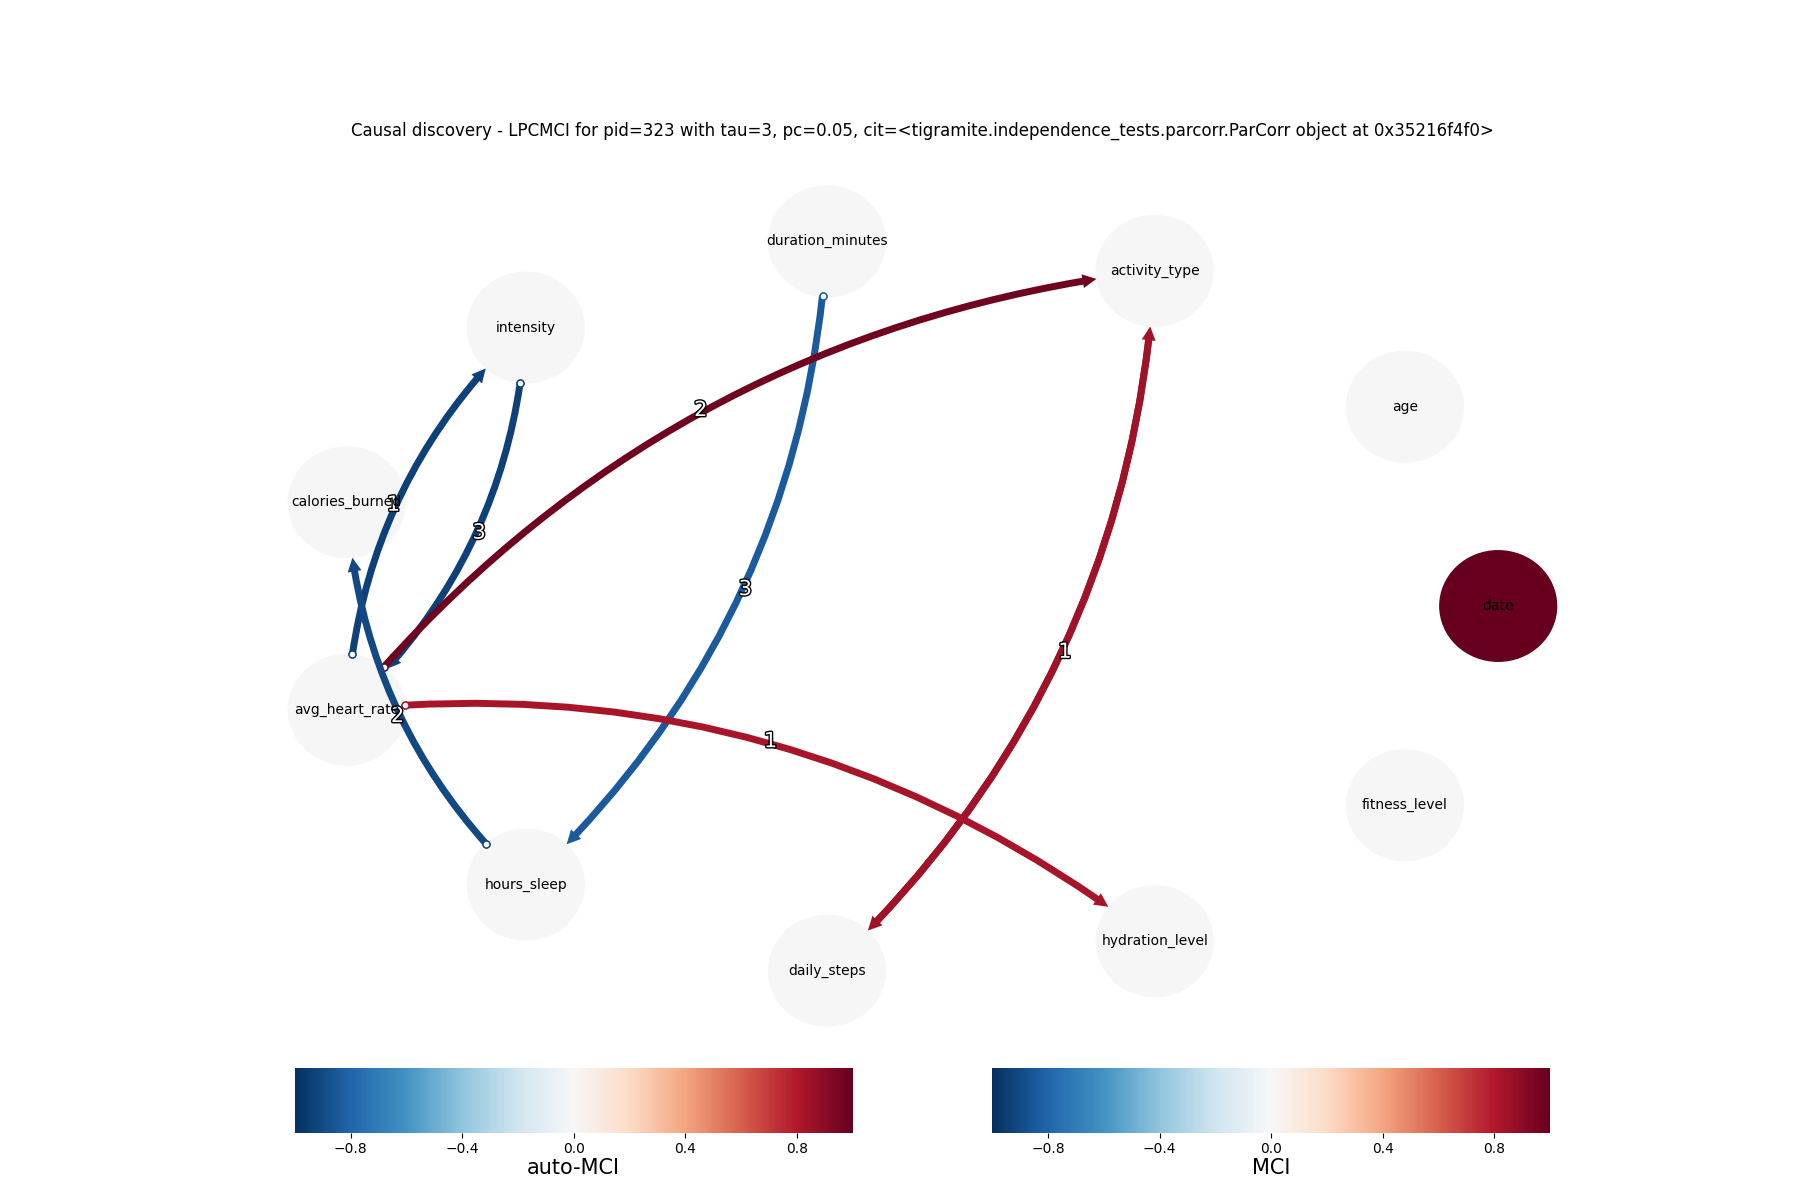 Causal discovery - LPCMCI for pid=323 with tau=3, pc=0.05, cit=<tigramite.independence_tests.parcorr.ParCorr object at 0x35216f4f0>
duration_minutes
activity_type
intensity
age
2
calories_burned
1
3
3
date
1
avg_heart_rate
2
1
fitness_level
hours_sleep
hydration_level
daily_steps
−0.8 −0.4 0.0 0.4 0.8
auto-MCI
−0.8 −0.4 0.0 0.4 0.8
MCI